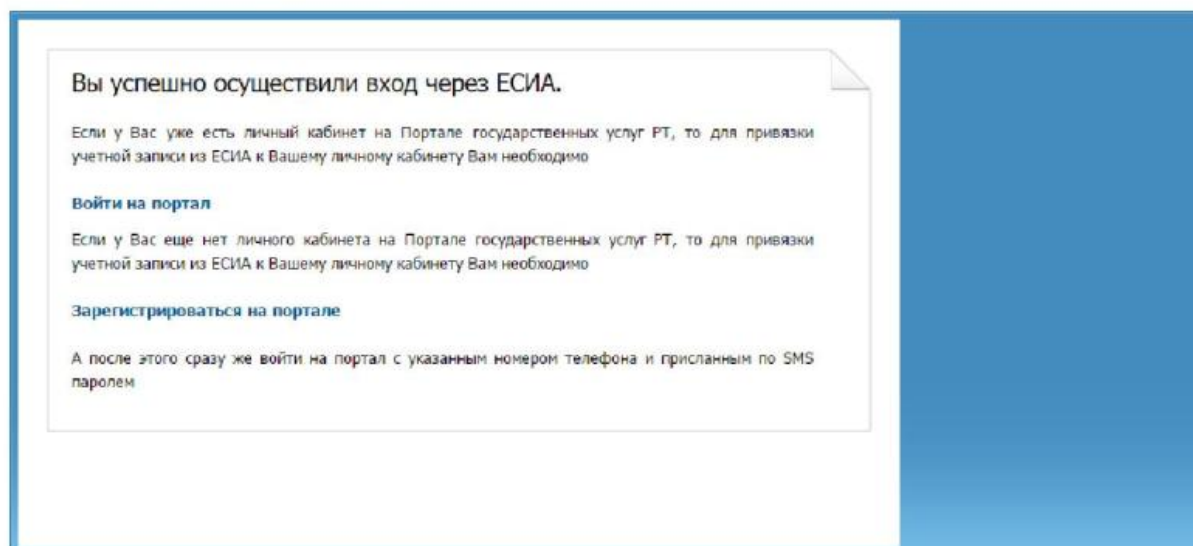 Вы успешно осуществили вход через ЕСИА.
Если у Вас уже есть личный кабинет на Портале государственных услуг РТ, то для привязки
учетной записи из ЕСИА к Вашему личному кабинету Вам необходимо
Войти на портал
Если у Вас еще нет личного кабинета на Портале государственных услуг РТ, то для привязки
учетной записи из ЕСИА к Вашему личному кабинету Вам необходимо
Зарегистрироваться на портале
А после этого сразу же войти на портал с указанным номером телефона и присланным по SMS
паролем